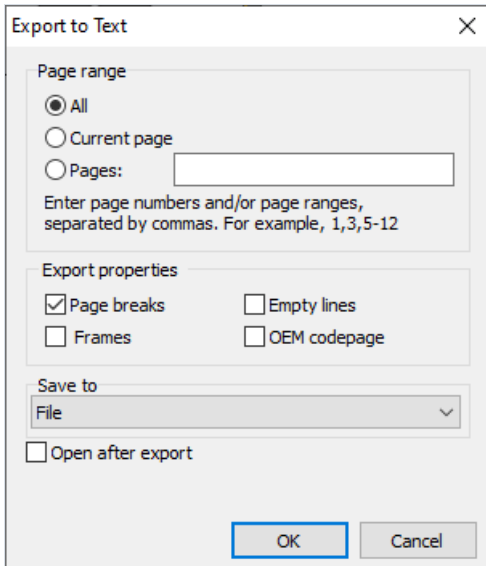 Export to Text
Page range
All
Current page
Pages:
Enter page numbers and/or page ranges,
separated by commas. For example, 1,3,5-12
Export properties
Page breaks
Empty lines
Frames
OEM codepage
Save to
File
Open after export
OK
Cancel